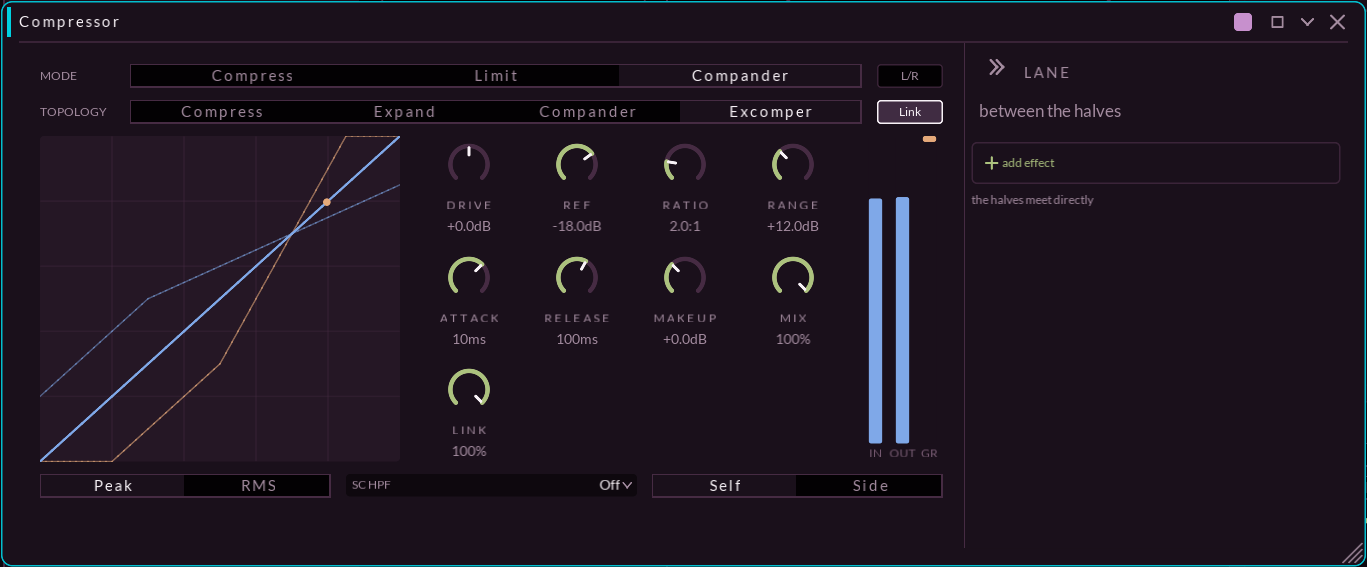 Compressor
MODE Compress Limit Compander L/R
TOPOLOGY Compress Expand Compander Excomper Link
DRIVE REF RATIO RANGE
+0.0dB -18.0dB 2.0:1 +12.0dB
ATTACK RELEASE MAKEUP MIX
10ms 100ms +0.0dB 100%
LINK
100%
IN OUT GR
Peak RMS SC HPF Off Self Side
LANE
between the halves
add effect
the halves meet directly